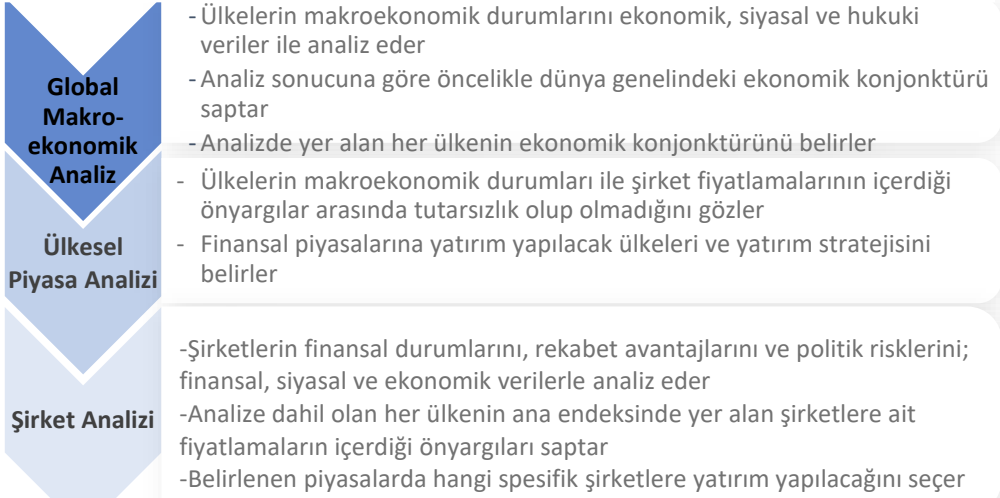 Global
Makro-
ekonomik
Analiz
- Ülkelerin makroekonomik durumlarını ekonomik, siyasal ve hukuki
veriler ile analiz eder
- Analiz sonucuna göre öncelikle dünya genelindeki ekonomik konjonktürü
saptar
- Analizde yer alan her ülkenin ekonomik konjonktürünü belirler
Ülkesel
Piyasa Analizi
- Ülkelerin makroekonomik durumları ile şirket fiyatlamalarının içerdiği
önyargılar arasında tutarsızlık olup olmadığını gözler
- Finansal piyasalarına yatırım yapılacak ülkeleri ve yatırım stratejisini
belirler
Şirket Analizi
-Şirketlerin finansal durumlarını, rekabet avantajlarını ve politik risklerini;
finansal, siyasal ve ekonomik verilerle analiz eder
-Analize dahil olan her ülkenin ana endeksinde yer alan şirketlere ait
fiyatlamaların içerdiği önyargıları saptar
-Belirlenen piyasalarda hangi spesifik şirketlere yatırım yapılacağını seçer